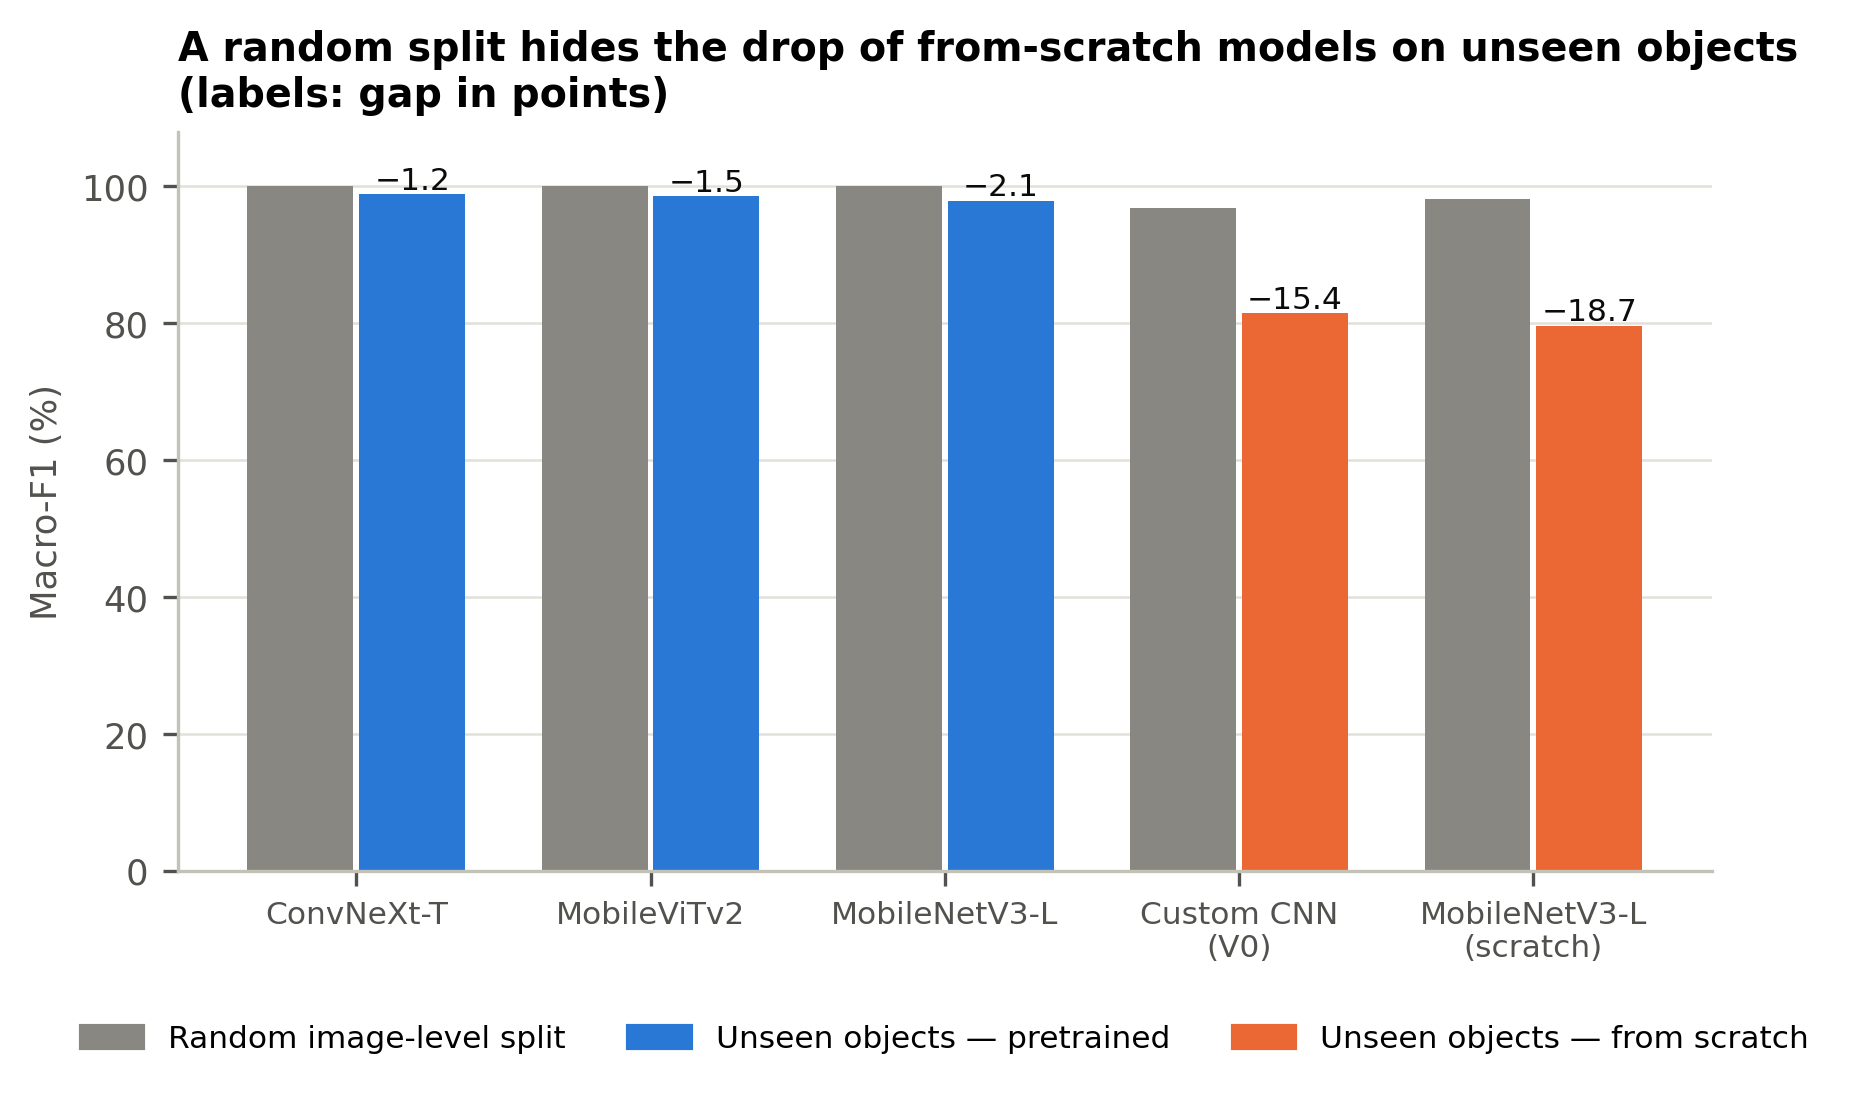 A random split hides the drop of from-scratch models on unseen objects
(labels: gap in points)
Macro-F1 (%)
100
80
60
40
20
0
−1.2
−1.5
−2.1
−15.4
−18.7
ConvNeXt-T
MobileViTv2
MobileNetV3-L
Custom CNN
(V0)
MobileNetV3-L
(scratch)
Random image-level split
Unseen objects — pretrained
Unseen objects — from scratch